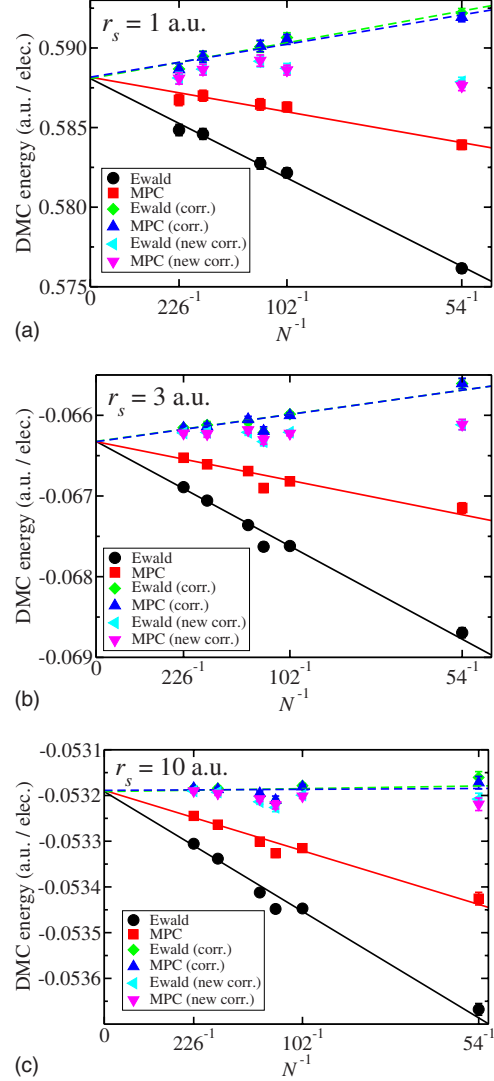 r_s = 1 a.u.
DMC energy (a.u. / elec.)
0.590
0.585
0.580
0.575
Ewald
MPC
Ewald (corr.)
MPC (corr.)
Ewald (new corr.)
MPC (new corr.)
0 226⁻¹ 102⁻¹ 54⁻¹
N⁻¹
(a)
r_s = 3 a.u.
DMC energy (a.u. / elec.)
-0.066
-0.067
-0.068
-0.069
Ewald
MPC
Ewald (corr.)
MPC (corr.)
Ewald (new corr.)
MPC (new corr.)
0 226⁻¹ 102⁻¹ 54⁻¹
N⁻¹
(b)
r_s = 10 a.u.
DMC energy (a.u. / elec.)
-0.0531
-0.0532
-0.0533
-0.0534
-0.0535
-0.0536
Ewald
MPC
Ewald (corr.)
MPC (corr.)
Ewald (new corr.)
MPC (new corr.)
0 226⁻¹ 102⁻¹ 54⁻¹
N⁻¹
(c)